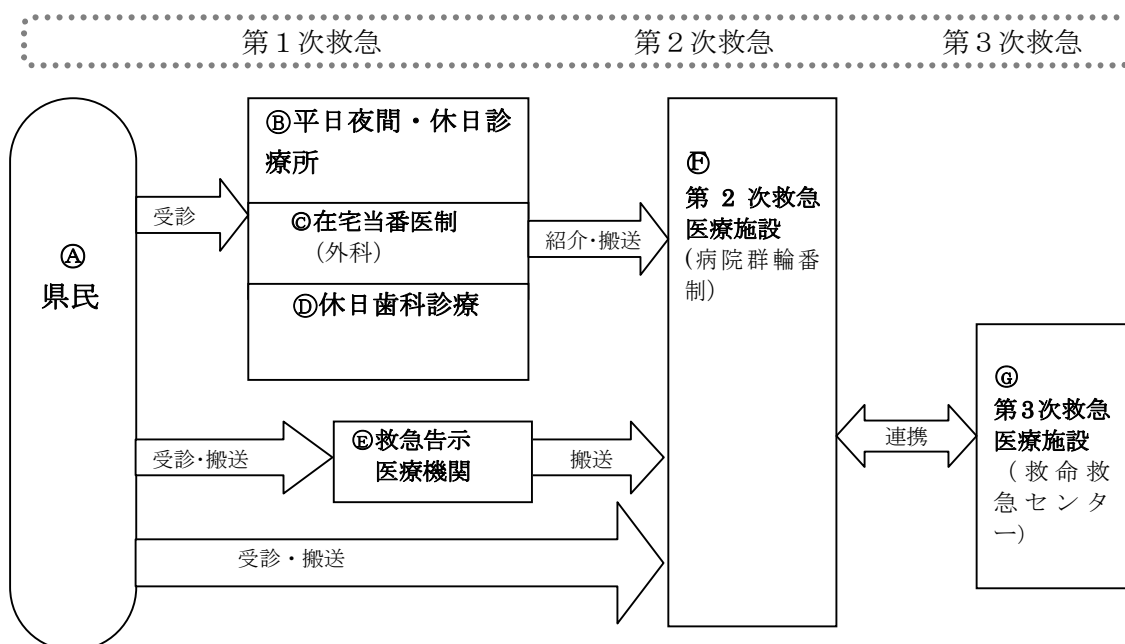 第１次救急
第２次救急
第３次救急
Ⓐ
県民
受診
Ⓑ平日夜間・休日診
療所
Ⓒ在宅当番医制
（外科）
Ⓓ休日歯科診療
紹介・搬送
Ⓕ
第２次救急
医療施設
(病院群輪番
制)
受診・搬送
Ⓔ救急告示
医療機関
搬送
受診・搬送
連携
Ⓖ
第３次救急
医療施設
（救命救
急センタ
ー）